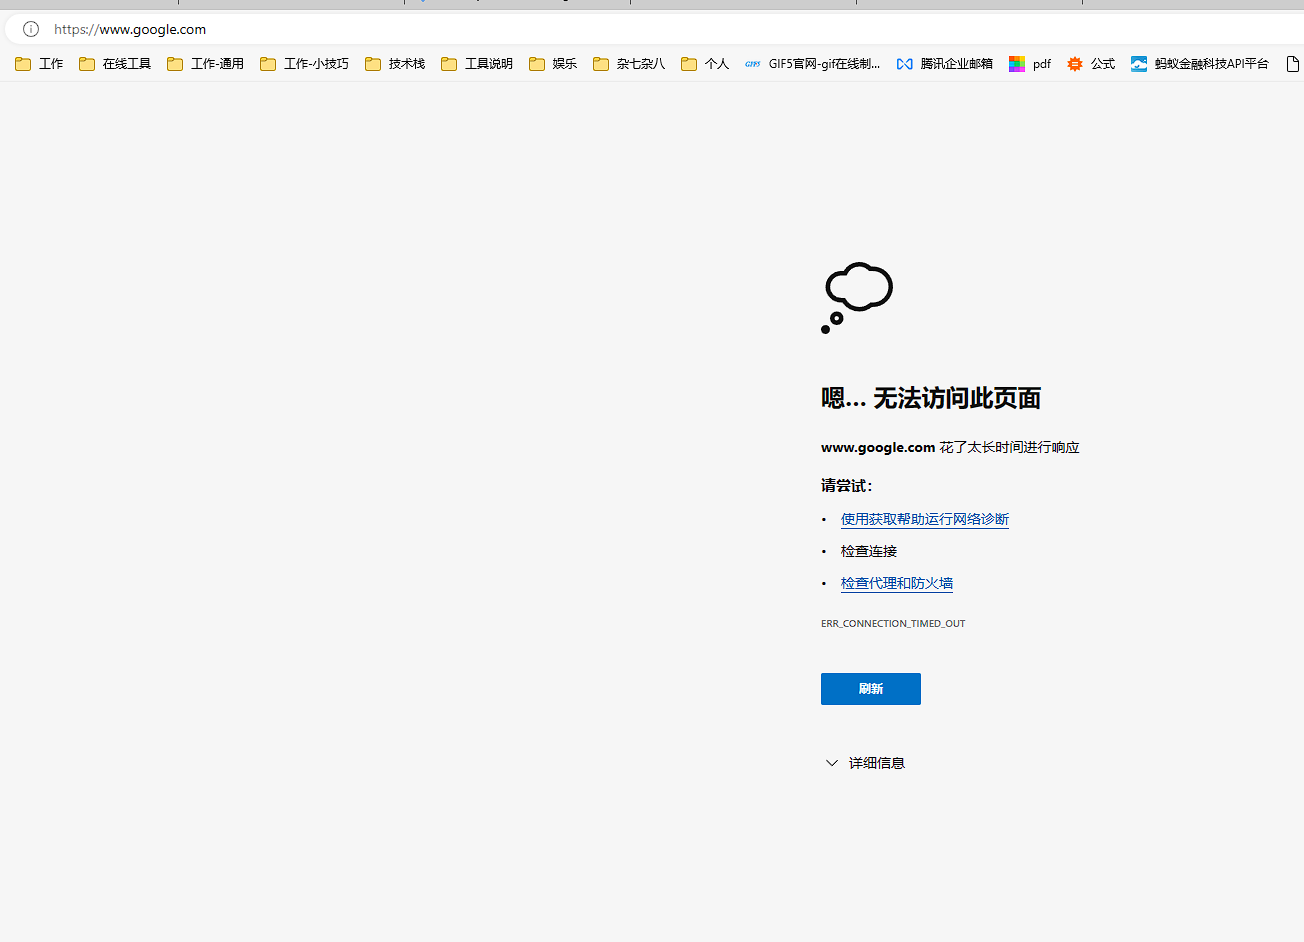 https://www.google.com
工作 在线工具 工作-通用 工作-小技巧 技术栈 工具说明 娱乐 杂七杂八 个人 GIF5 GIF5官网-gif在线制... 腾讯企业邮箱 pdf 公式 蚂蚁金融科技API平台
嗯... 无法访问此页面
www.google.com 花了太长时间进行响应
请尝试:
• 使用获取帮助运行网络诊断
• 检查连接
• 检查代理和防火墙
ERR_CONNECTION_TIMED_OUT
刷新
详细信息